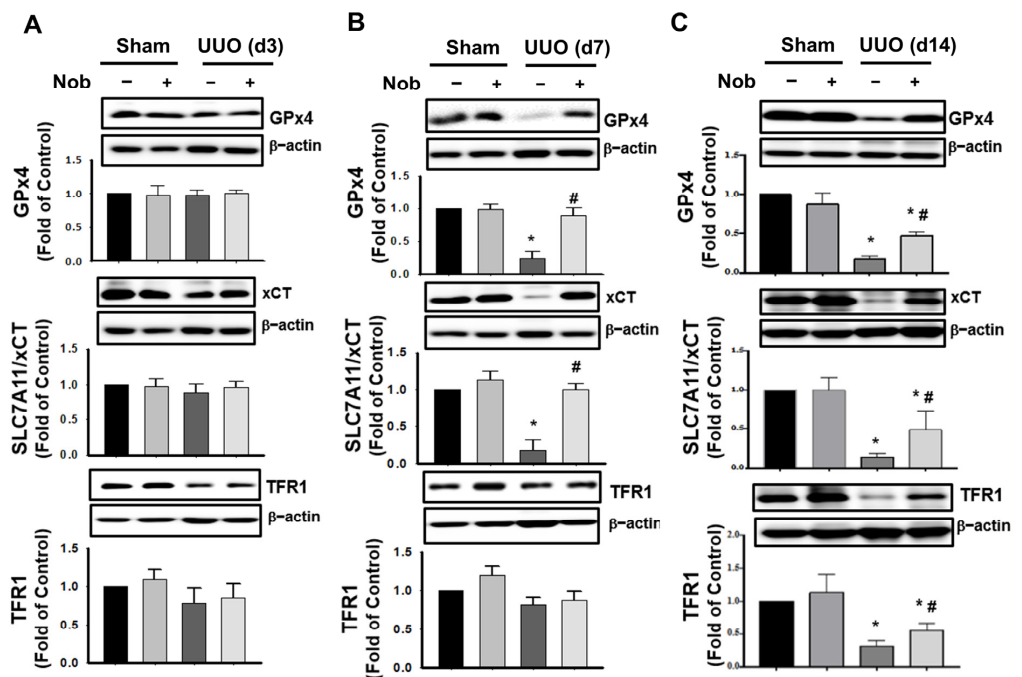 A
Sham
UUO (d3)
Nob
– + – +
GPx4
β–actin
GPx4
(Fold of Control)
1.5
1.0
0.5
0.0
xCT
β–actin
SLC7A11/xCT
(Fold of Control)
1.5
1.0
0.5
0.0
TFR1
β–actin
TFR1
(Fold of Control)
1.5
1.0
0.5
0.0
B
Sham
UUO (d7)
Nob
– + – +
GPx4
β–actin
GPx4
(Fold of Control)
1.5
1.0
0.5
0.0
*
#
xCT
β–actin
SLC7A11/xCT
(Fold of Control)
1.5
1.0
0.5
0.0
*
#
TFR1
β–actin
TFR1
(Fold of Control)
1.5
1.0
0.5
0.0
C
Sham
UUO (d14)
Nob
– + – +
GPx4
β–actin
GPx4
(Fold of Control)
1.5
1.0
0.5
0.0
*
* #
xCT
β–actin
SLC7A11/xCT
(Fold of Control)
1.5
1.0
0.5
0.0
*
* #
TFR1
β–actin
TFR1
(Fold of Control)
2.0
1.5
1.0
0.5
0.0
*
* #